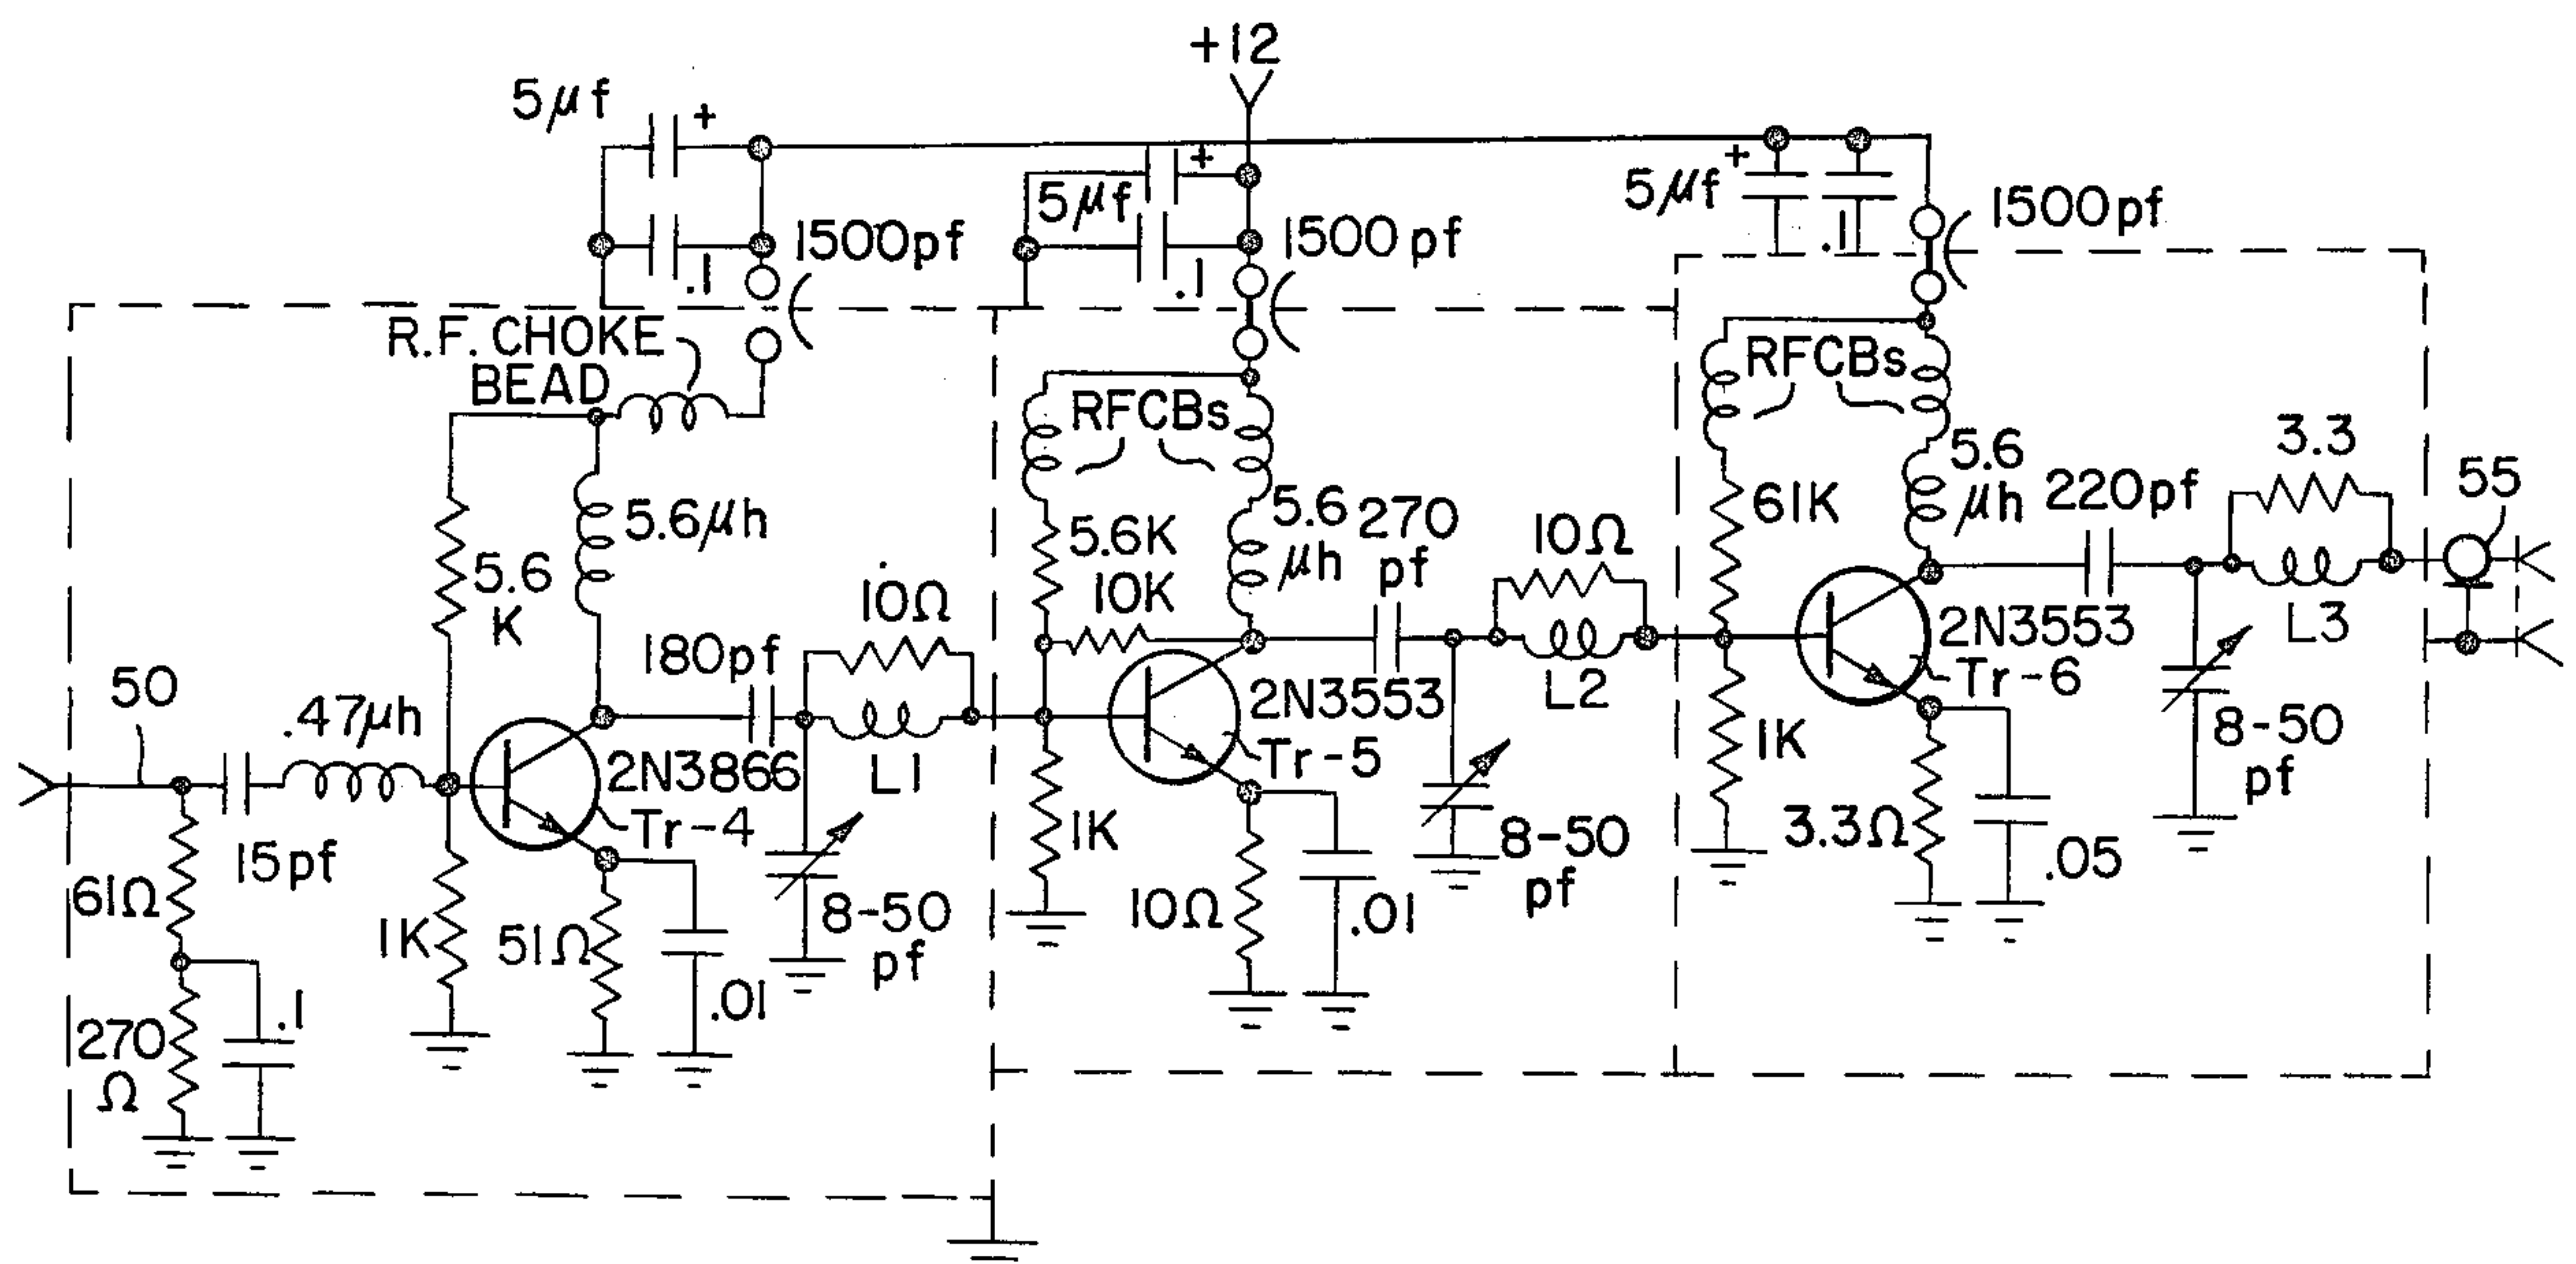 +12
5μf
+
.1
1500pf
+
5μf
.1
1500pf
+
5μf
.1
1500pf
R.F. CHOKE
BEAD
5.6
K
5.6μh
50
.47μh
15pf
61Ω
270
Ω
.1
1K
51Ω
.01
2N3866
Tr-4
180pf
10Ω
L1
8-50
pf
RFCBs
5.6K
10K
5.6
μh
270
pf
1K
10Ω
.01
2N3553
Tr-5
10Ω
L2
8-50
pf
RFCBs
61K
5.6
μh
220pf
1K
3.3Ω
.05
2N3553
Tr-6
3.3
L3
8-50
pf
55